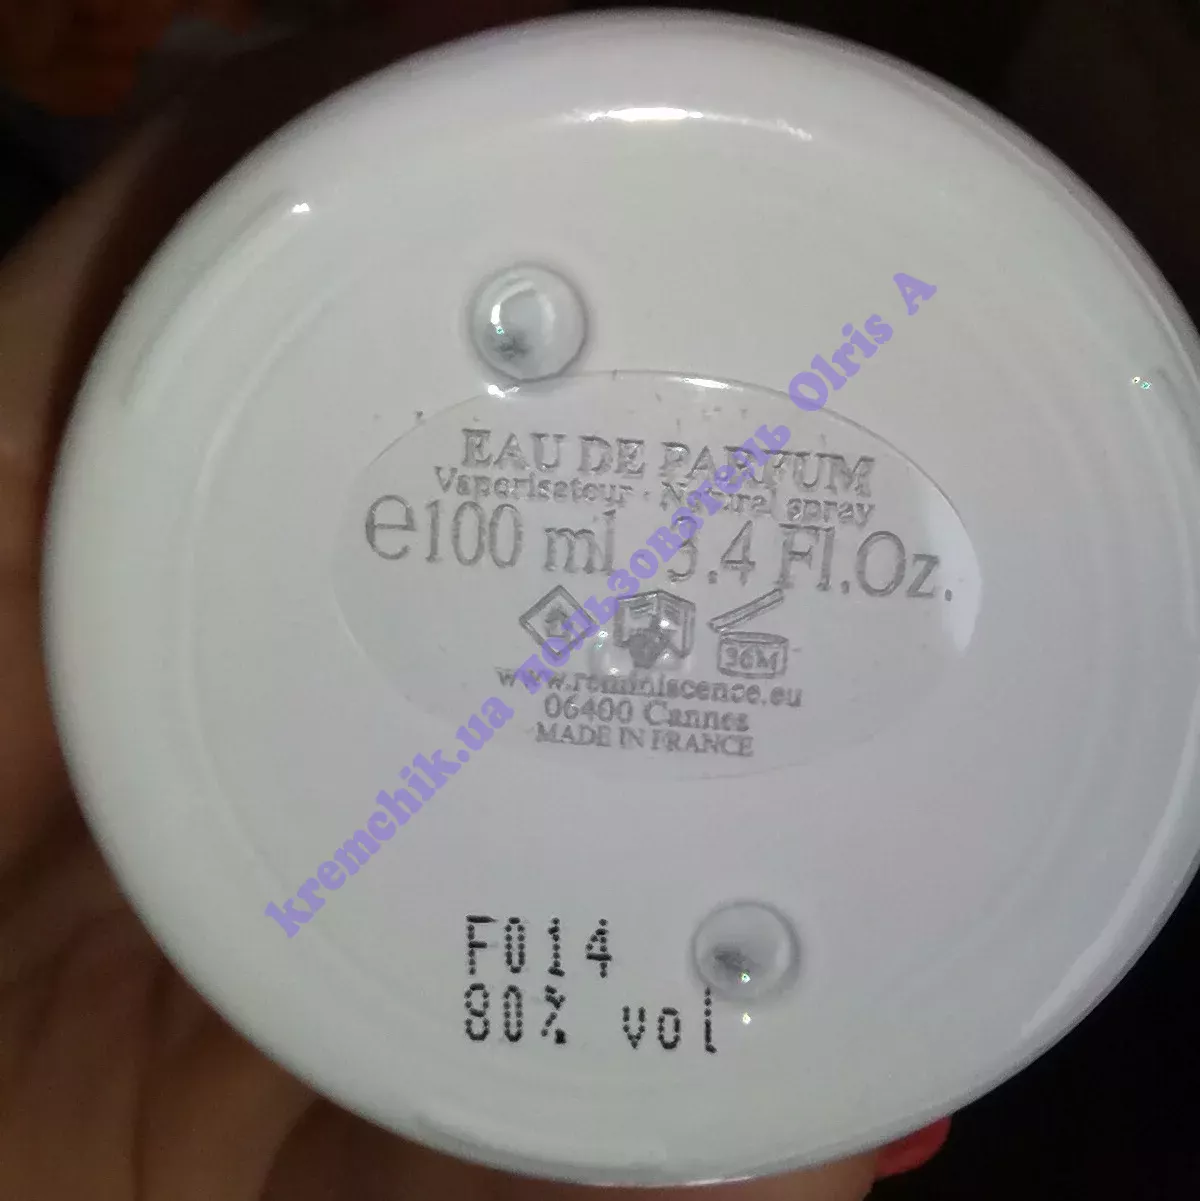 EAU DE PARFUM
Vaporisateur · Natural spray
e100 ml 3.4 Fl.Oz.
36M
www.reminiscence.eu
06400 Cannes
MADE IN FRANCE
F014
80% vol
kremchik.ua пользователь Olris A